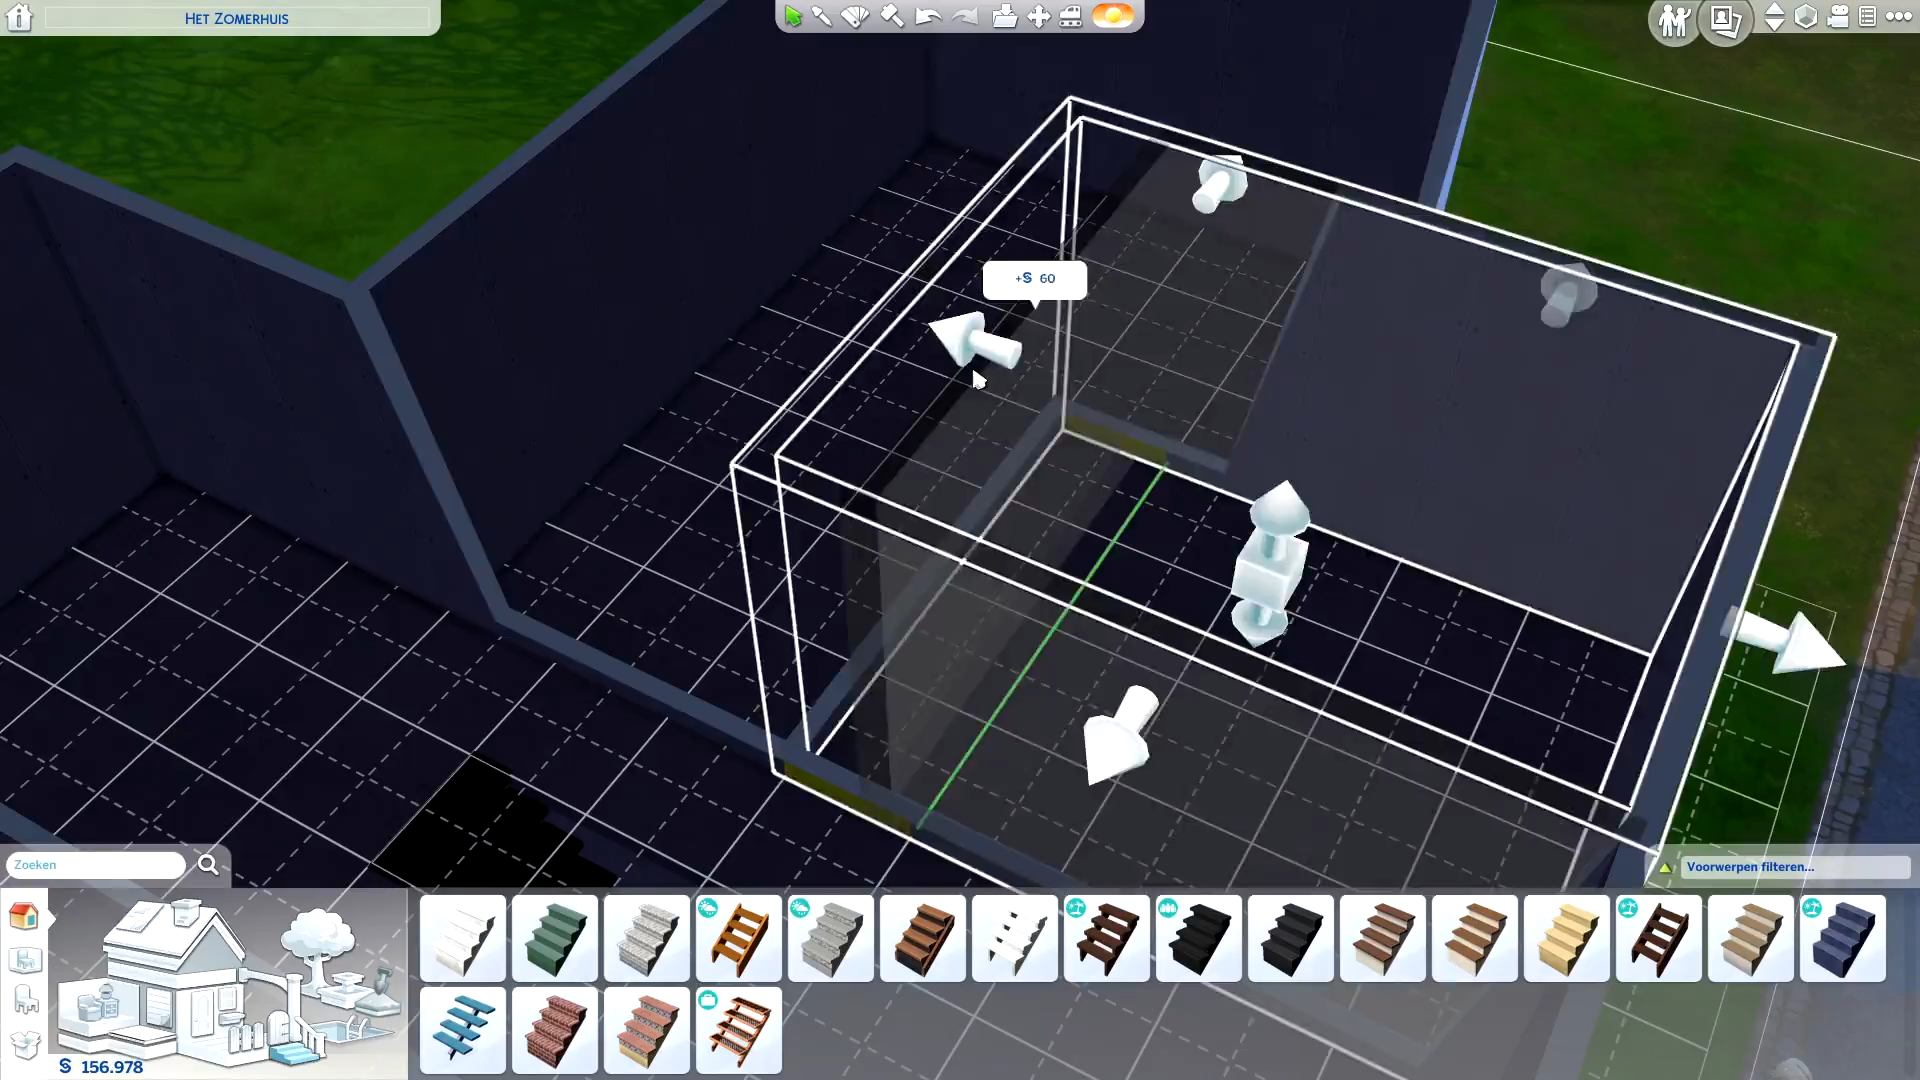 Het Zomerhuis
+§ 60
Zoeken
Voorwerpen filteren...
§ 156.978